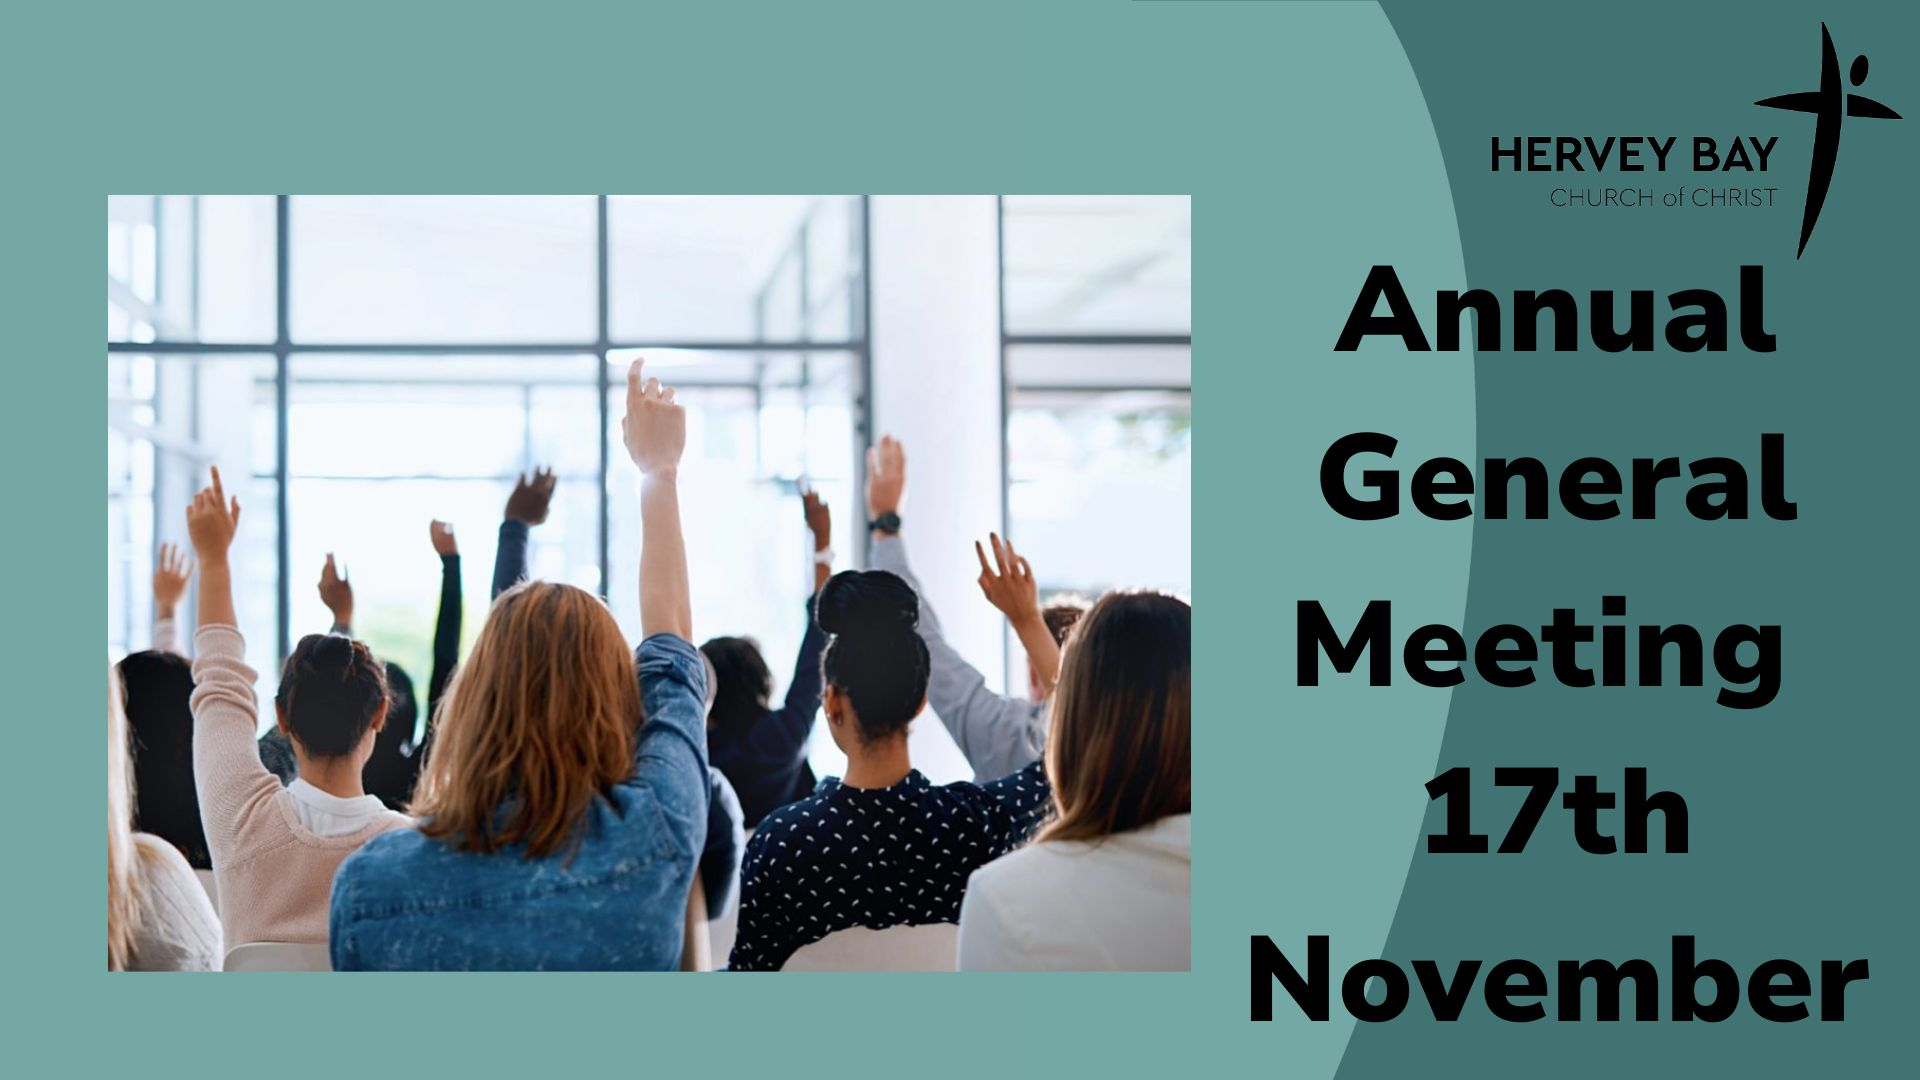 HERVEY BAY
CHURCH of CHRIST
Annual
General
Meeting
17th
November